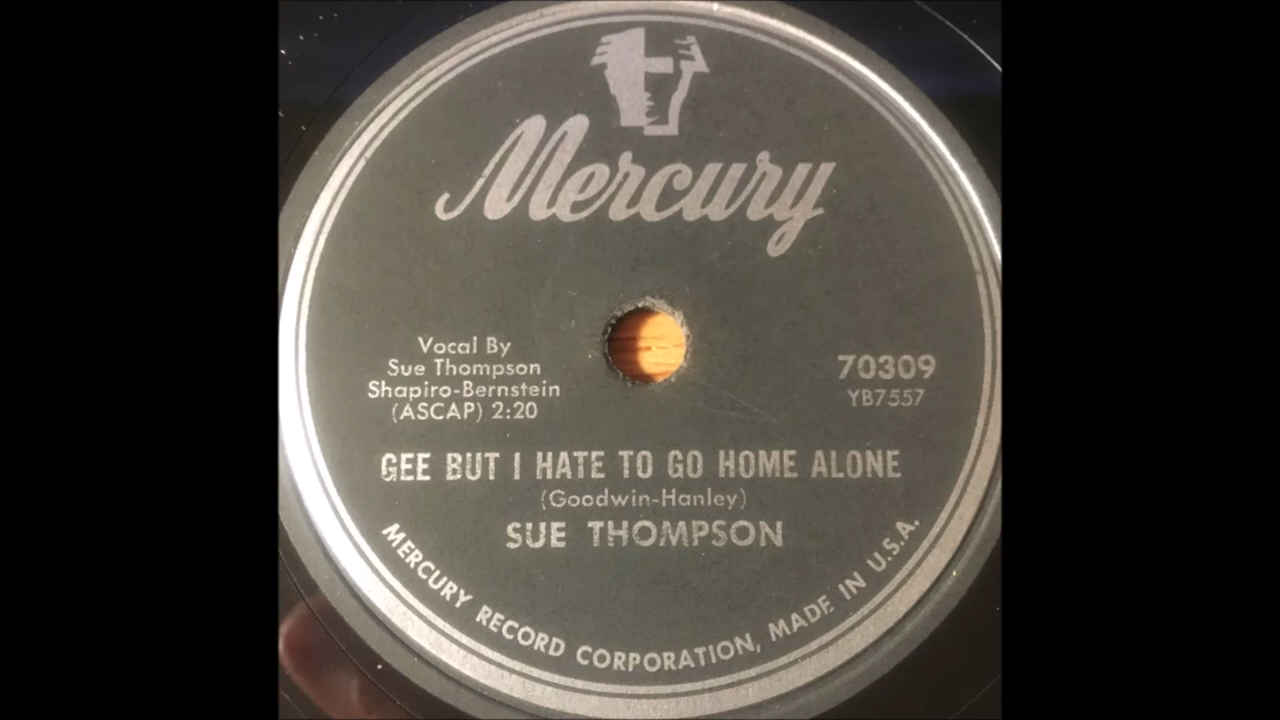 Mercury
Vocal By
Sue Thompson
Shapiro-Bernstein
(ASCAP) 2:20
70309
YB7557
GEE BUT I HATE TO GO HOME ALONE
(Goodwin-Hanley)
SUE THOMPSON
MERCURY RECORD CORPORATION, MADE IN U.S.A.